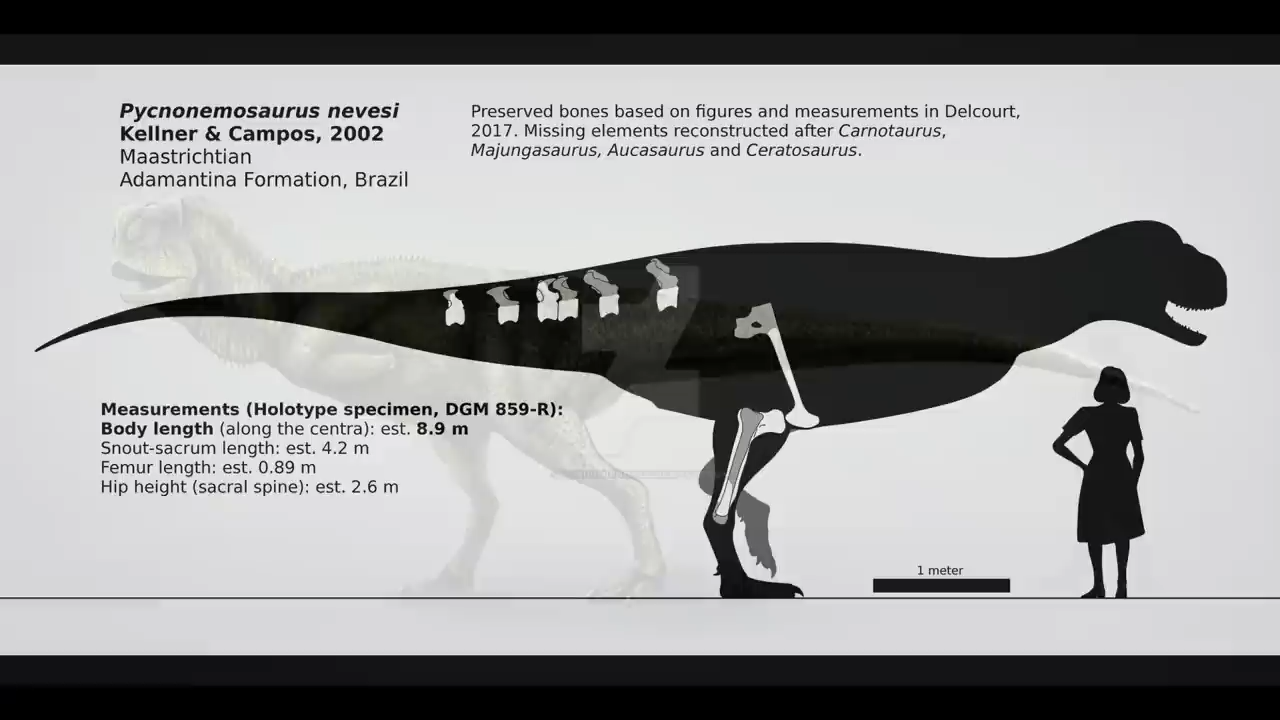 Pycnonemosaurus nevesi
Kellner & Campos, 2002
Maastrichtian
Adamantina Formation, Brazil
Preserved bones based on figures and measurements in Delcourt,
2017. Missing elements reconstructed after Carnotaurus,
Majungasaurus, Aucasaurus and Ceratosaurus.
Measurements (Holotype specimen, DGM 859-R):
Body length (along the centra): est. 8.9 m
Snout-sacrum length: est. 4.2 m
Femur length: est. 0.89 m
Hip height (sacral spine): est. 2.6 m
1 meter